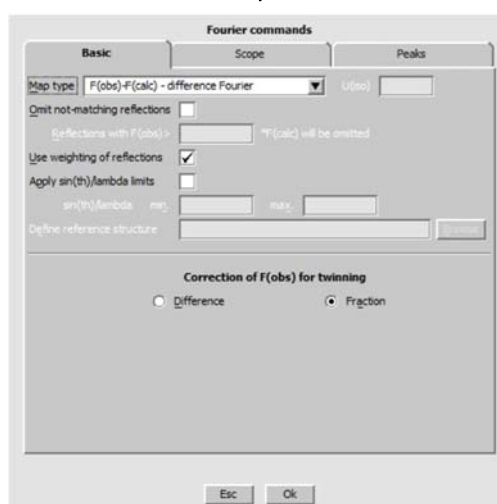 Fourier commands
Basic Scope Peaks
Map type F(obs)-F(calc) - difference Fourier U(iso)
Omit not-matching reflections
Reflections with F(obs)> *F(calc) will be omitted
Use weighting of reflections
Apply sin(th)/lambda limits
sin(th)/lambda min. max.
Define reference structure Browse
Correction of F(obs) for twinning
Difference Fraction
Esc Ok